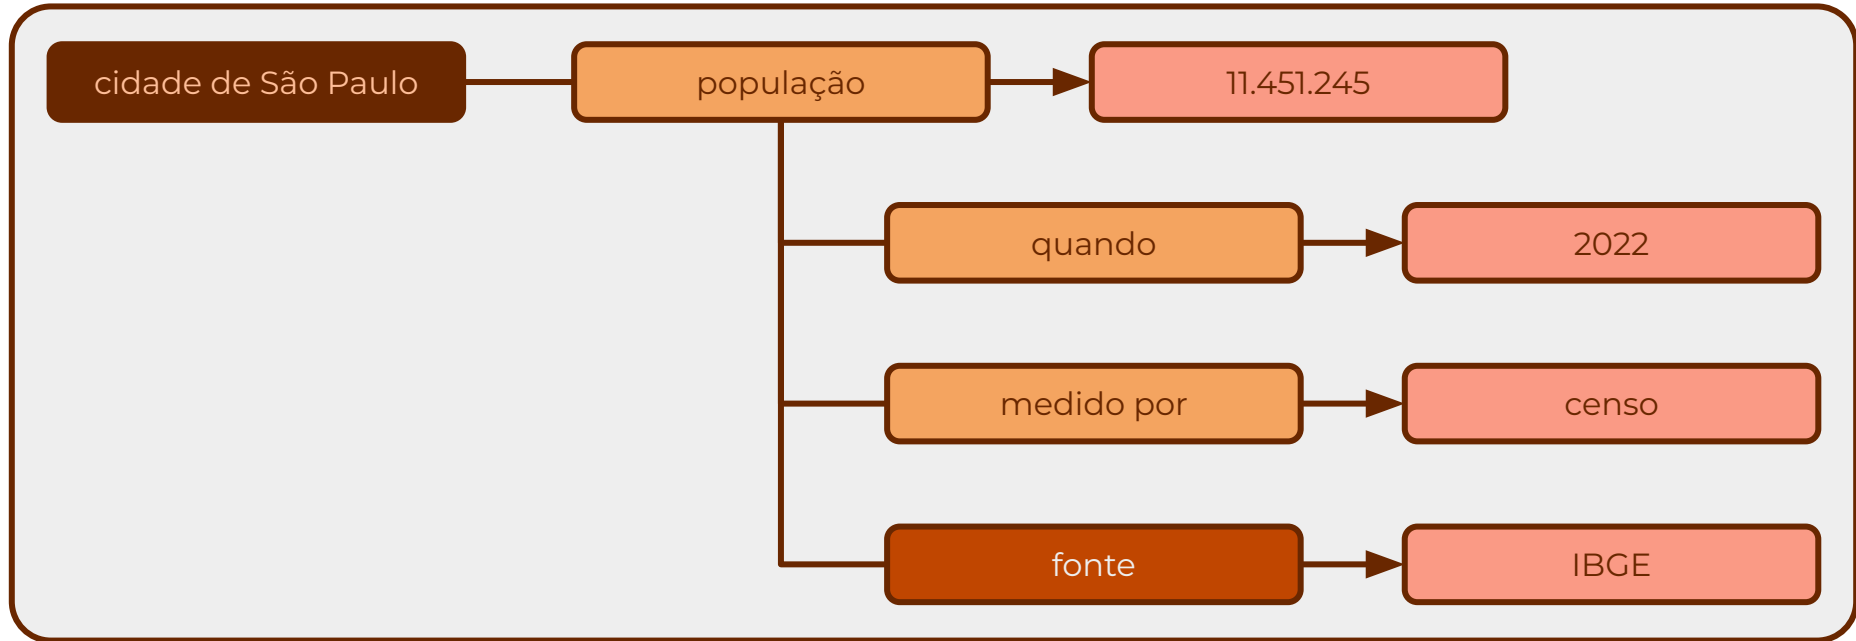 cidade de São Paulo
população
11.451.245
quando
2022
medido por
censo
fonte
IBGE